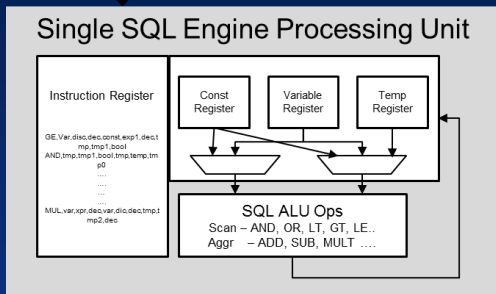 Single SQL Engine Processing Unit
Instruction Register
GE,Var,disc,dec,const,exp1,dec,t
mp,tmp1,bool
AND,tmp,tmp1,bool,tmp,temp,tm
p0
....
....
...
....
MUL,var,xpr,dec,var,dic,dec,tmp,t
mp2,dec
Const
Register
Variable
Register
Temp
Register
SQL ALU Ops
Scan – AND, OR, LT, GT, LE..
Aggr – ADD, SUB, MULT ....